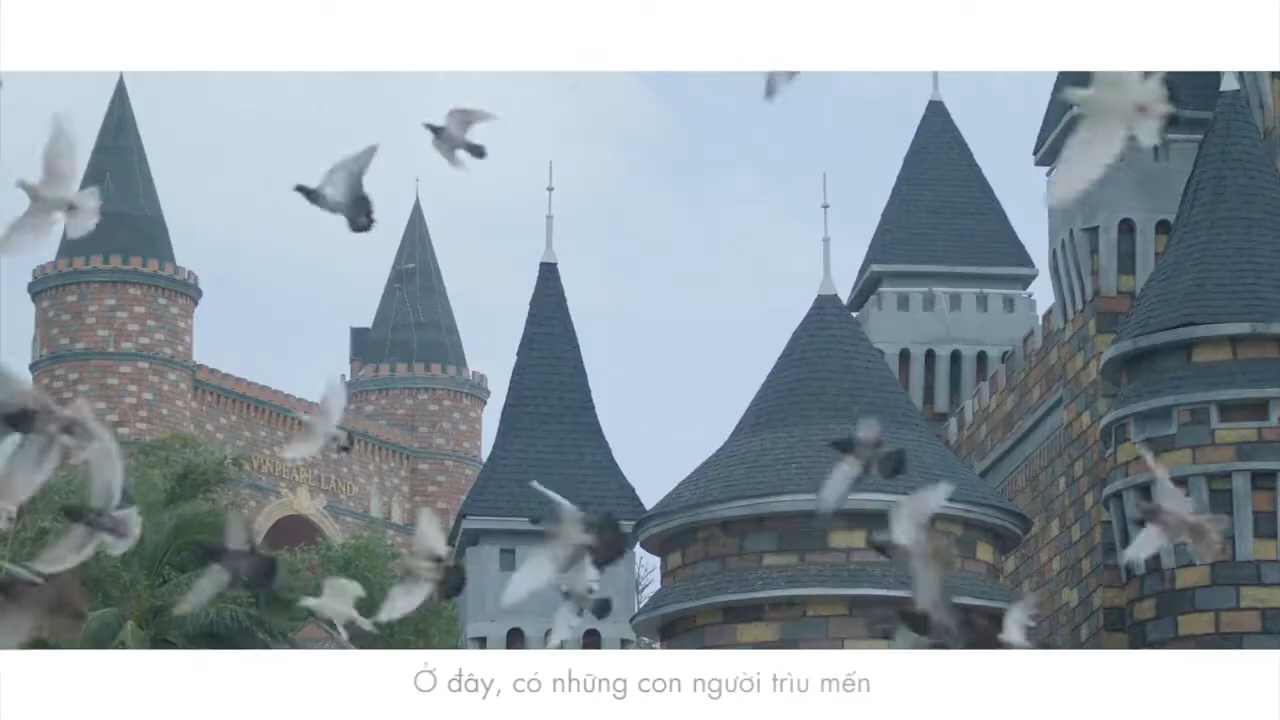 VINPEARL LAND
Ở đây, có những con người trìu mến